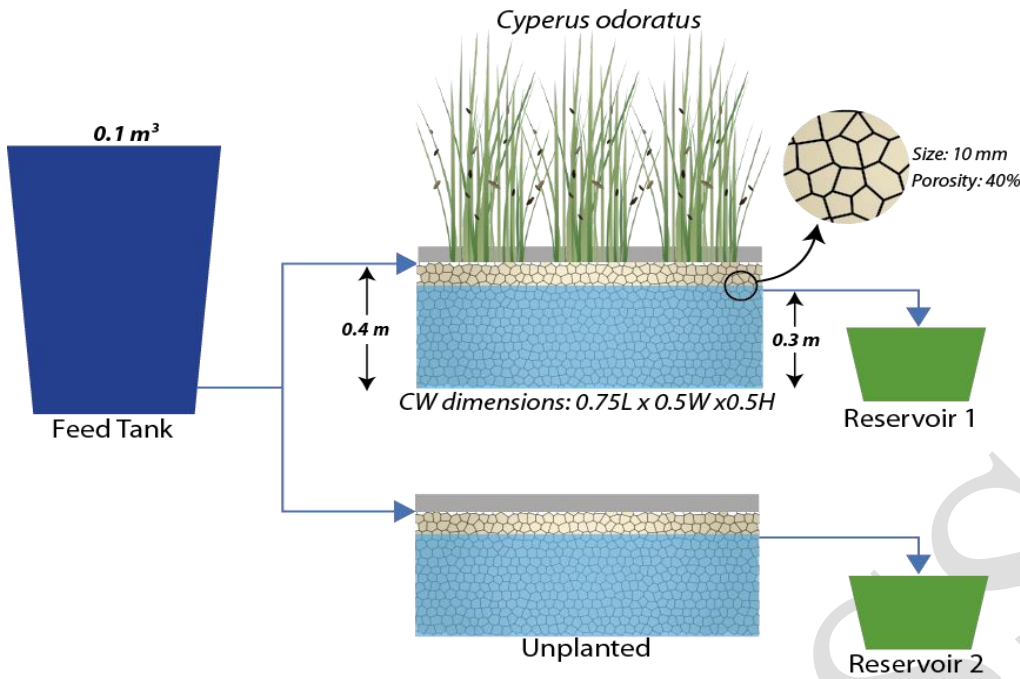 Cyperus odoratus
0.1 m³
Size: 10 mm
Porosity: 40%
0.4 m
0.3 m
CW dimensions: 0.75L x 0.5W x0.5H
Feed Tank
Reservoir 1
Unplanted
Reservoir 2